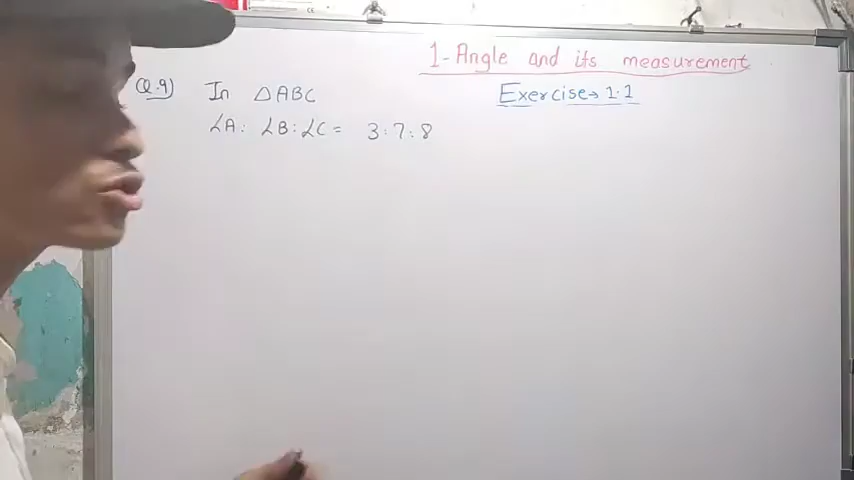 1-Angle and its measurement
Q.9) In △ABC
Exercise→ 1.1
∠A: ∠B: ∠C= 3:7:8